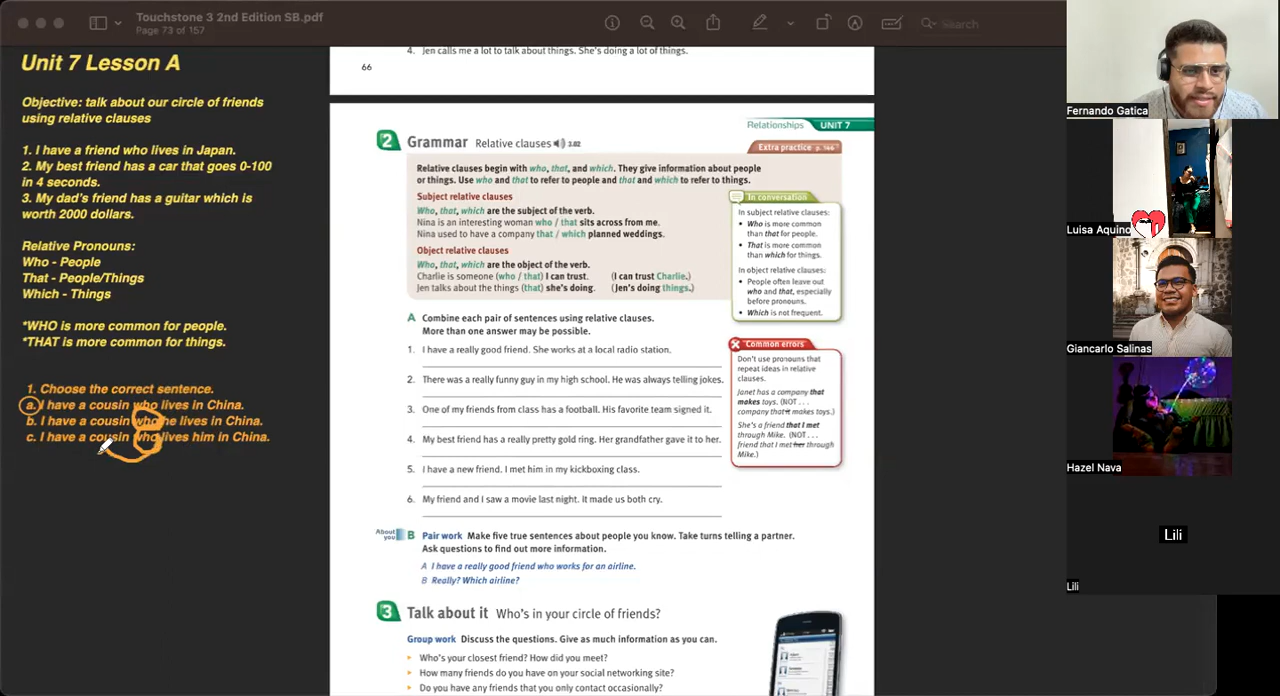 Touchstone 3 2nd Edition SB.pdf
Page 73 of 157
Search
Unit 7 Lesson A
Objective: talk about our circle of friends
using relative clauses
1. I have a friend who lives in Japan.
2. My best friend has a car that goes 0-100
in 4 seconds.
3. My dad's friend has a guitar which is
worth 2000 dollars.
Relative Pronouns:
Who - People
That - People/Things
Which - Things
*WHO is more common for people.
*THAT is more common for things.
1. Choose the correct sentence.
a. I have a cousin who lives in China.
b. I have a cousin who he lives in China.
c. I have a cousin who lives him in China.
4. Jen calls me a lot to talk about things. She's doing a lot of things.
66
Relationships UNIT 7
2 Grammar Relative clauses 3.02
Extra practice p. 146
Relative clauses begin with who, that, and which. They give information about people
or things. Use who and that to refer to people and that and which to refer to things.
Subject relative clauses
Who, that, which are the subject of the verb.
Nina is an interesting woman who / that sits across from me.
Nina used to have a company that / which planned weddings.
Object relative clauses
Who, that, which are the object of the verb.
Charlie is someone (who / that) I can trust. (I can trust Charlie.)
Jen talks about the things (that) she's doing. (Jen's doing things.)
In conversation
In subject relative clauses:
• Who is more common
than that for people.
• That is more common
than which for things.
In object relative clauses:
• People often leave out
who and that, especially
before pronouns.
• Which is not frequent.
A Combine each pair of sentences using relative clauses.
More than one answer may be possible.
1. I have a really good friend. She works at a local radio station.
2. There was a really funny guy in my high school. He was always telling jokes.
3. One of my friends from class has a football. His favorite team signed it.
4. My best friend has a really pretty gold ring. Her grandfather gave it to her.
5. I have a new friend. I met him in my kickboxing class.
6. My friend and I saw a movie last night. It made us both cry.
Common errors
Don't use pronouns that
repeat ideas in relative
clauses.
Janet has a company that
makes toys. (NOT . . .
company that it makes toys.)
She's a friend that I met
through Mike. (NOT . . .
friend that I met her through
Mike.)
About
you B Pair work Make five true sentences about people you know. Take turns telling a partner.
Ask questions to find out more information.
A I have a really good friend who works for an airline.
B Really? Which airline?
3 Talk about it Who's in your circle of friends?
Group work Discuss the questions. Give as much information as you can.
Who's your closest friend? How did you meet?
How many friends do you have on your social networking site?
Do you have any friends that you only contact occasionally?
Fernando Gatica
Luisa Aquino
Giancarlo Salinas
Hazel Nava
Lili
Lili